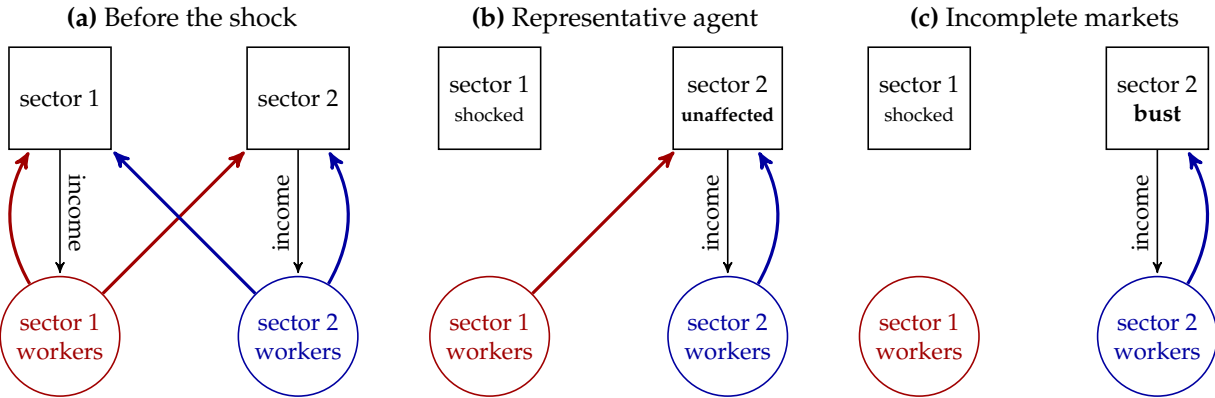 (a) Before the shock
sector 1
sector 2
income
income
sector 1
workers
sector 2
workers
(b) Representative agent
sector 1
shocked
sector 2
unaffected
income
sector 1
workers
sector 2
workers
(c) Incomplete markets
sector 1
shocked
sector 2
bust
income
sector 1
workers
sector 2
workers